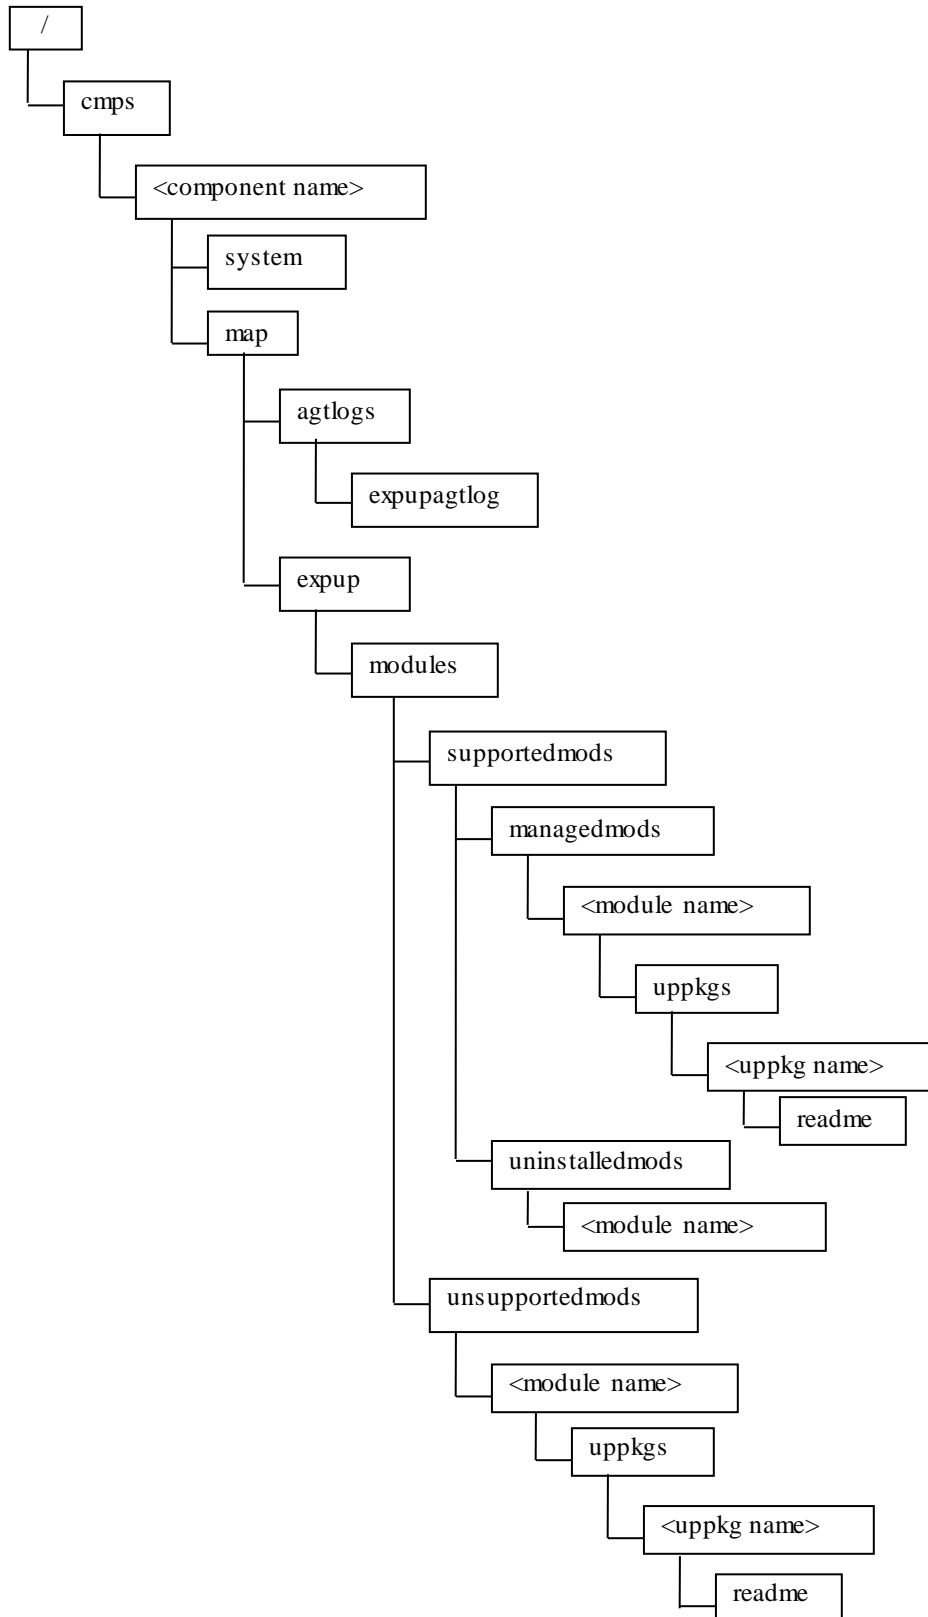 /
cmps
<component name>
system
map
agtlogs
expupagtlog
expup
modules
supportedmods
managedmods
<module name>
uppkgs
<uppkg name>
readme
uninstalledmods
<module name>
unsupportedmods
<module name>
uppkgs
<uppkg name>
readme